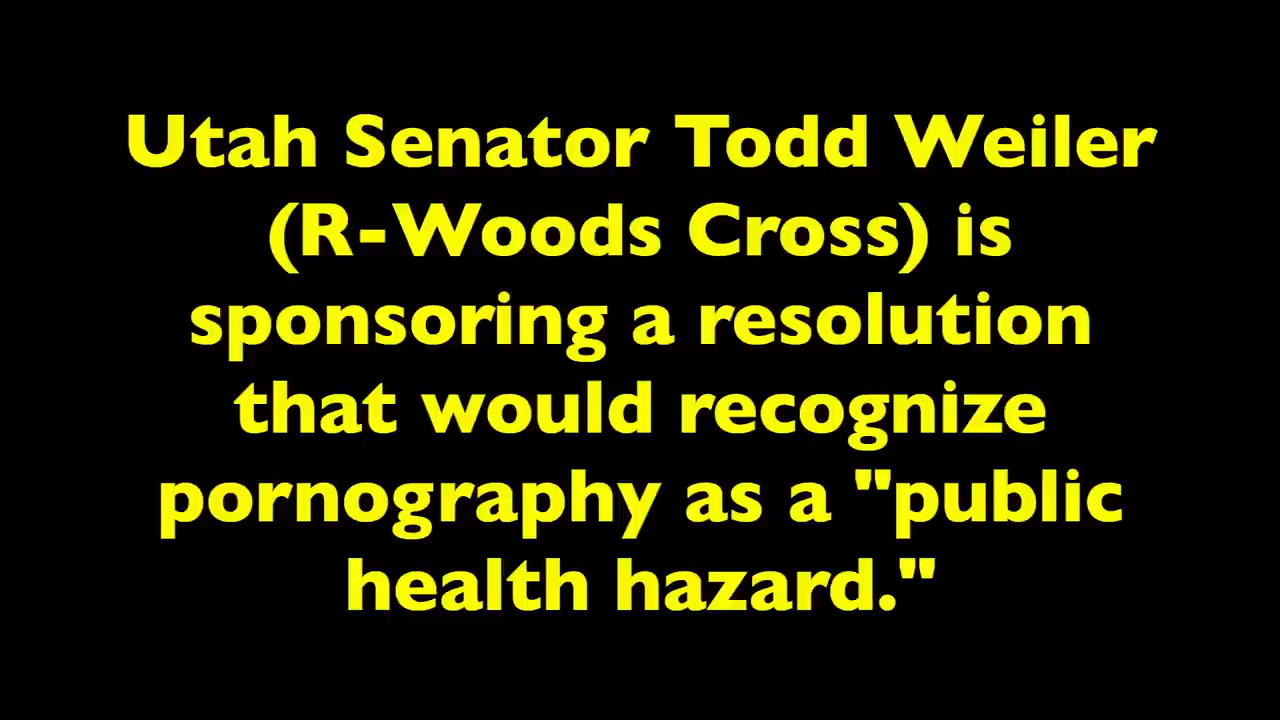 Utah Senator Todd Weiler
(R-Woods Cross) is
sponsoring a resolution
that would recognize
pornography as a "public
health hazard."